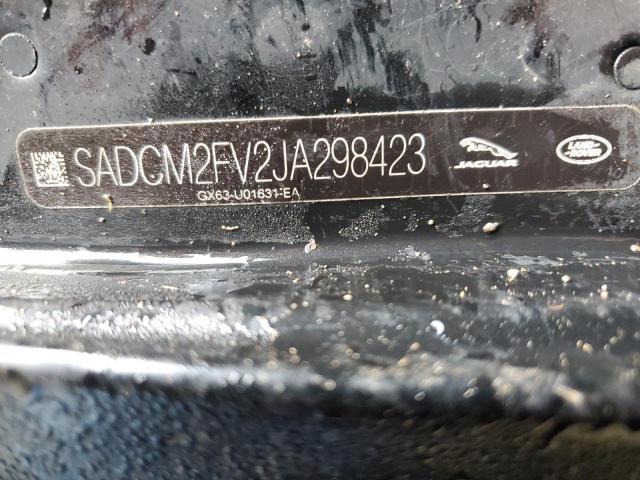 SADCM2FV2JA298423
GX63-U01631-EA
JAGUAR
LAND-
ROVER